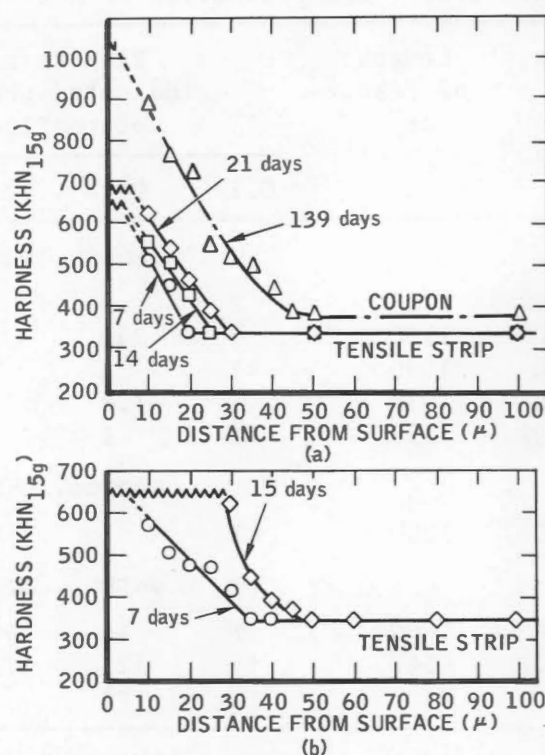 HARDNESS (KHN15g)
1000
900
800
700
600
500
400
300
200
21 days
139 days
7 days
14 days
COUPON
TENSILE STRIP
0 10 20 30 40 50 60 70 80 90 100
DISTANCE FROM SURFACE (μ)
(a)
HARDNESS (KHN15g)
700
600
500
400
300
200
15 days
7 days
TENSILE STRIP
0 10 20 30 40 50 60 70 80 90 100
DISTANCE FROM SURFACE (μ)
(b)